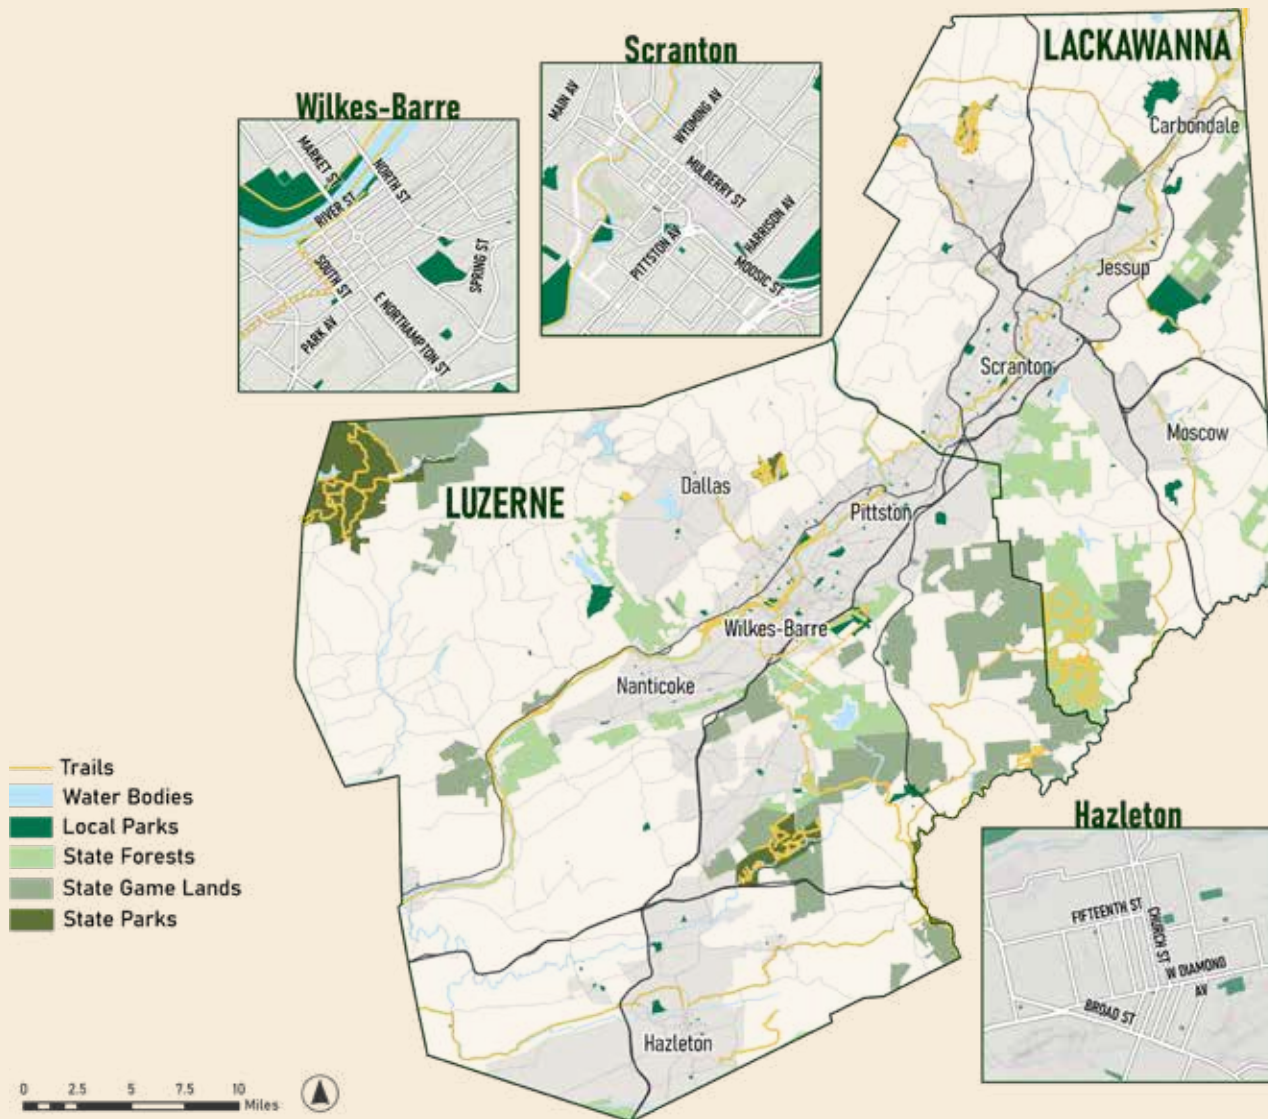 LACKAWANNA
Scranton
MAIN AV
WYOMING AV
MULBERRY ST
HARRISON AV
PITTSTON AV
MOOSIC ST
Wilkes-Barre
MARKET ST
NORTH ST
RIVER ST
SOUTH ST
SPRING ST
PARK AV
E NORTHAMPTON ST
Carbondale
Jessup
Scranton
Moscow
LUZERNE
Dallas
Pittston
Wilkes-Barre
Nanticoke
Hazleton
Trails
Water Bodies
Local Parks
State Forests
State Game Lands
State Parks
Hazleton
FIFTEENTH ST
CHURCH ST
W DIAMOND
AV
BROAD ST
0 2.5 5 7.5 10
Miles